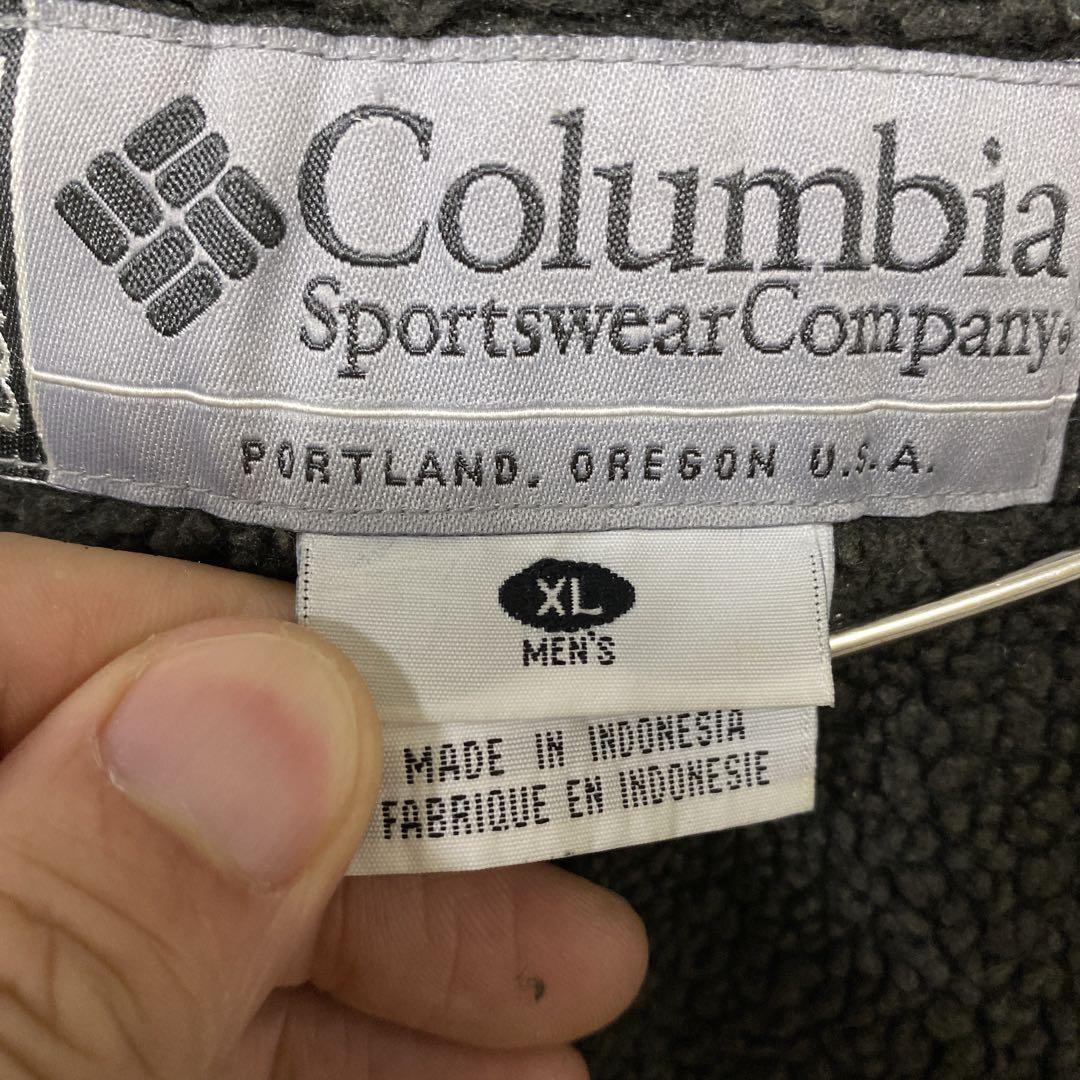 Columbia
Sportswear Company
PORTLAND, OREGON U.S.A.
XL
MEN'S
MADE IN INDONESIA
FABRIQUE EN INDONESIE